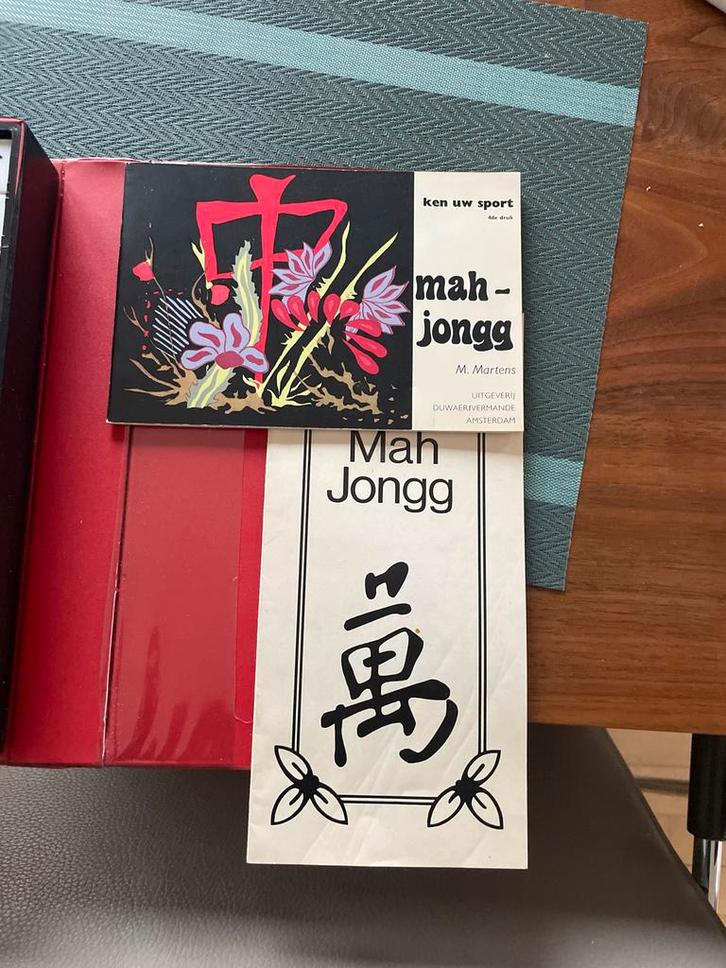 中
ken uw sport
4de druk
mah-
jongg
M. Martens
UITGEVERIJ
DUWAER/VERMANDE
AMSTERDAM
Mah
Jongg
萬